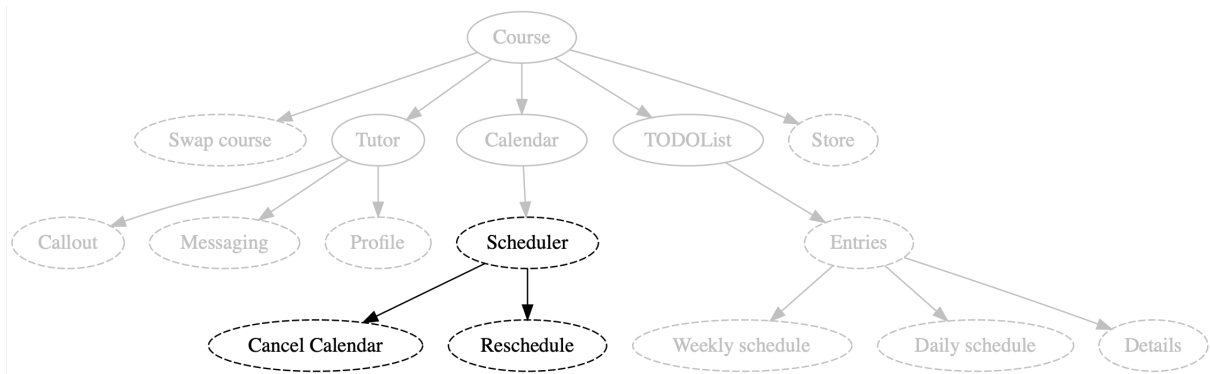 Course
Swap course
Tutor
Calendar
TODOList
Store
Callout
Messaging
Profile
Scheduler
Entries
Cancel Calendar
Reschedule
Weekly schedule
Daily schedule
Details